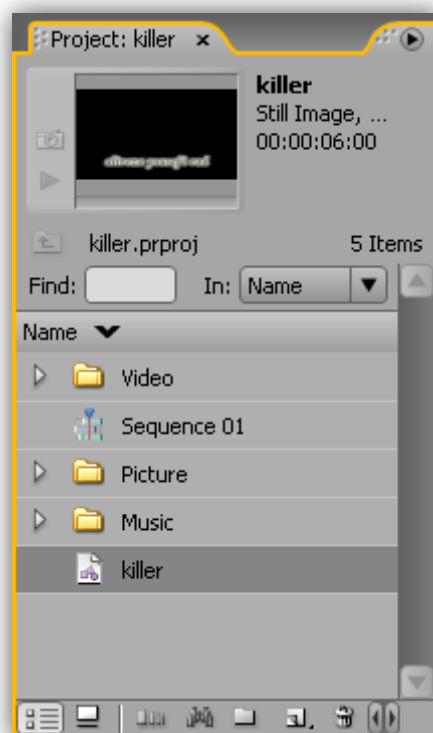 Project: killer x
killer
Still Image, ...
00:00:06:00
killer.prproj 5 Items
Find: In: Name
Name
Video
Sequence 01
Picture
Music
killer